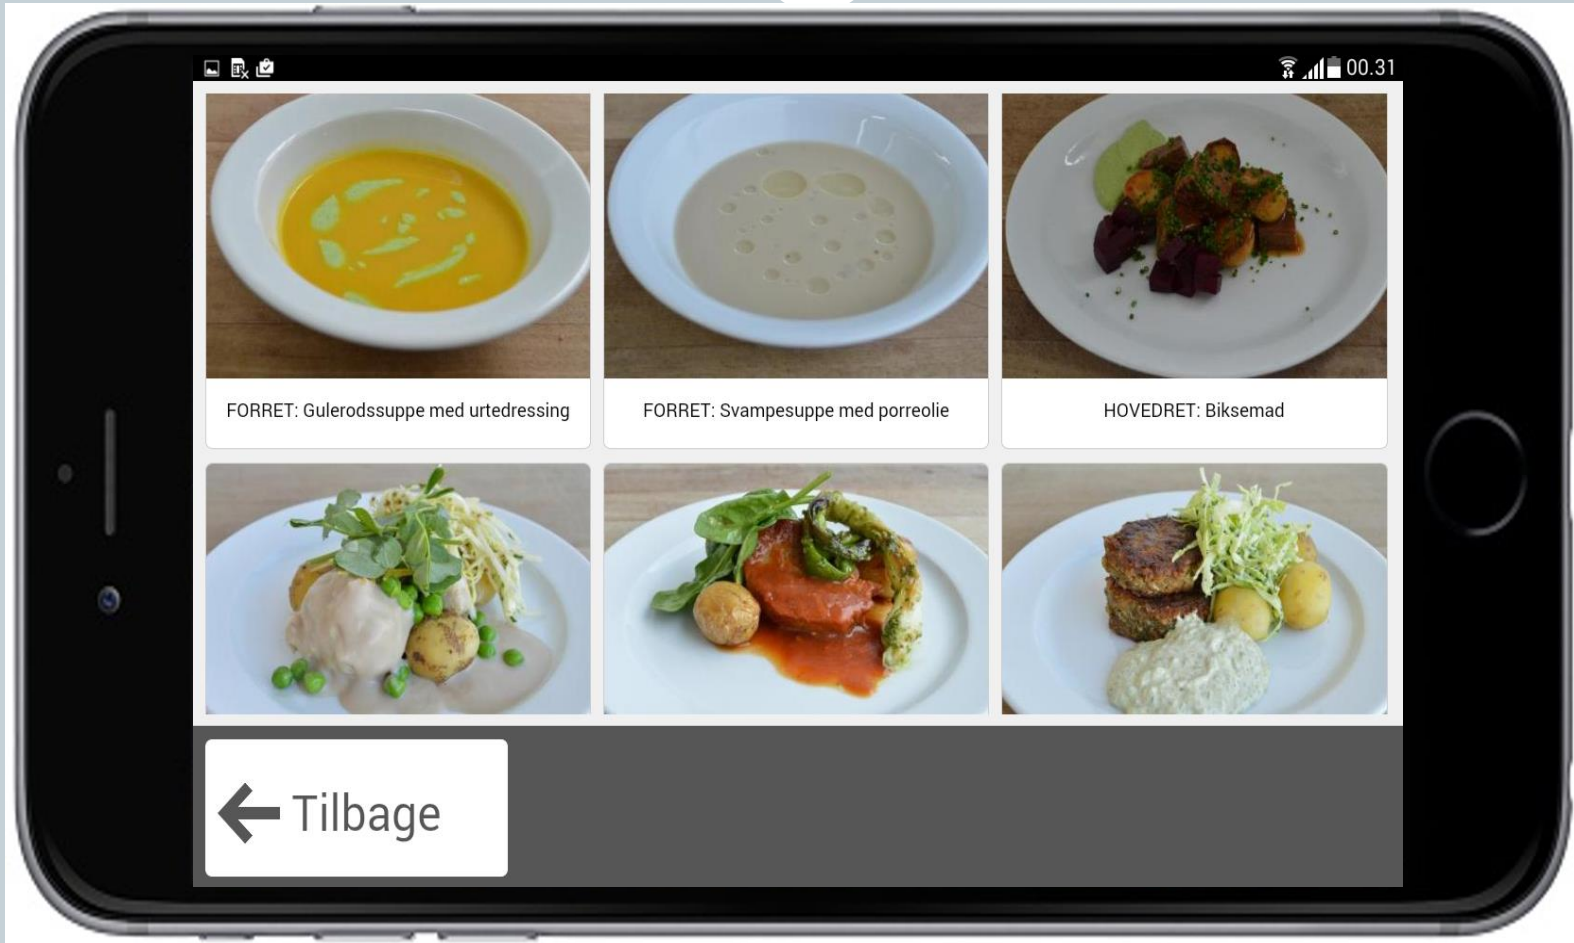 00.31
FORRET: Gulerodssuppe med urtedressing
FORRET: Svampesuppe med porreolie
HOVEDRET: Biksemad
Tilbage